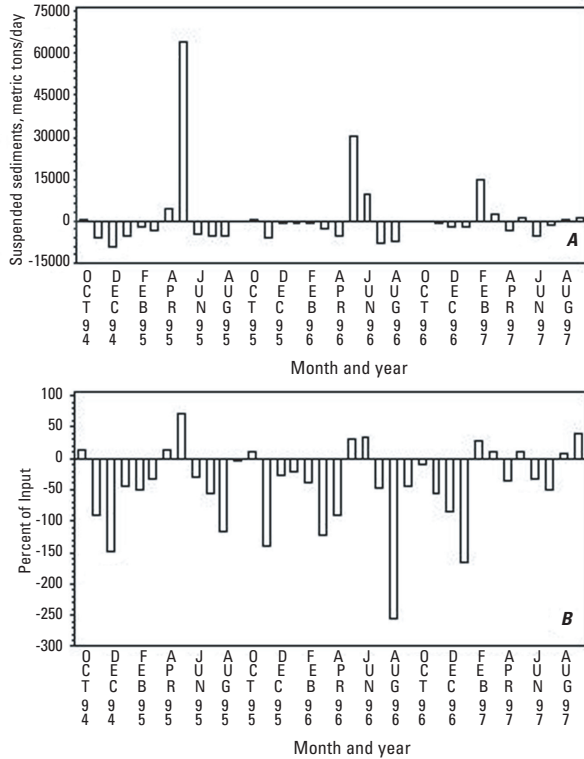 Suspended sediments, metric tons/day
75000
60000
45000
30000
15000
0
-15000
A
OCT 94
DEC 94
FEB 95
APR 95
JUN 95
AUG 95
OCT 95
DEC 95
FEB 96
APR 96
JUN 96
AUG 96
OCT 96
DEC 96
FEB 97
APR 97
JUN 97
AUG 97
Month and year
Percent of Input
100
50
0
-50
-100
-150
-200
-250
-300
B
OCT 94
DEC 94
FEB 95
APR 95
JUN 95
AUG 95
OCT 95
DEC 95
FEB 96
APR 96
JUN 96
AUG 96
OCT 96
DEC 96
FEB 97
APR 97
JUN 97
AUG 97
Month and year